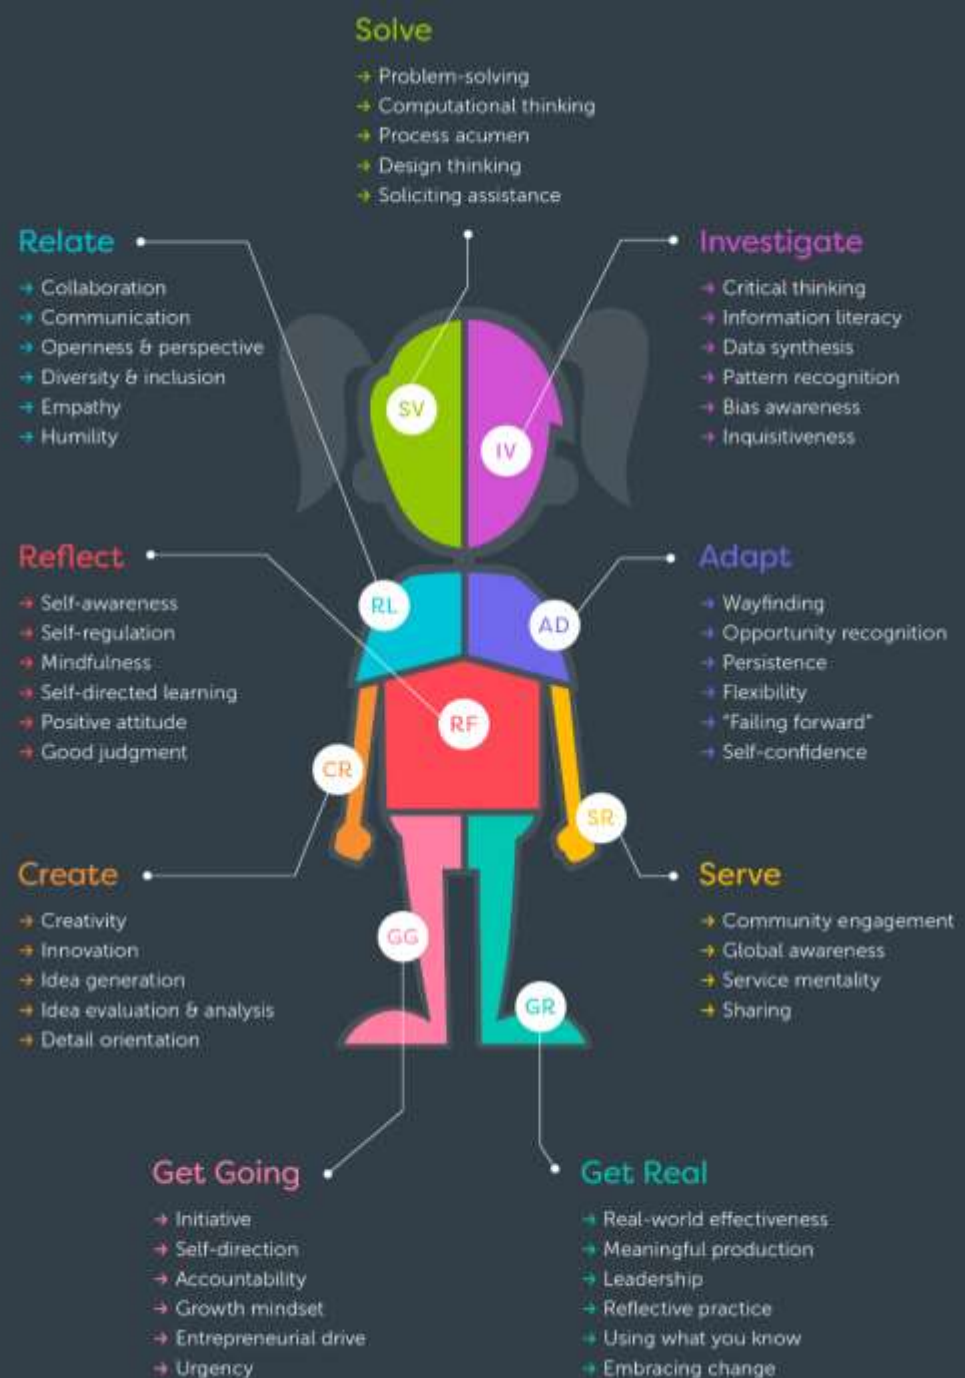 Solve
→ Problem-solving
→ Computational thinking
→ Process acumen
→ Design thinking
→ Soliciting assistance
Relate
→ Collaboration
→ Communication
→ Openness & perspective
→ Diversity & inclusion
→ Empathy
→ Humility
Investigate
→ Critical thinking
→ Information literacy
→ Data synthesis
→ Pattern recognition
→ Bias awareness
→ Inquisitiveness
SV
IV
Reflect
→ Self-awareness
→ Self-regulation
→ Mindfulness
→ Self-directed learning
→ Positive attitude
→ Good judgment
RL
AD
RF
Adapt
→ Wayfinding
→ Opportunity recognition
→ Persistence
→ Flexibility
→ "Failing forward"
→ Self-confidence
CR
SR
Create
→ Creativity
→ Innovation
→ Idea generation
→ Idea evaluation & analysis
→ Detail orientation
Serve
→ Community engagement
→ Global awareness
→ Service mentality
→ Sharing
GG
GR
Get Going
→ Initiative
→ Self-direction
→ Accountability
→ Growth mindset
→ Entrepreneurial drive
→ Urgency
Get Real
→ Real-world effectiveness
→ Meaningful production
→ Leadership
→ Reflective practice
→ Using what you know
→ Embracing change